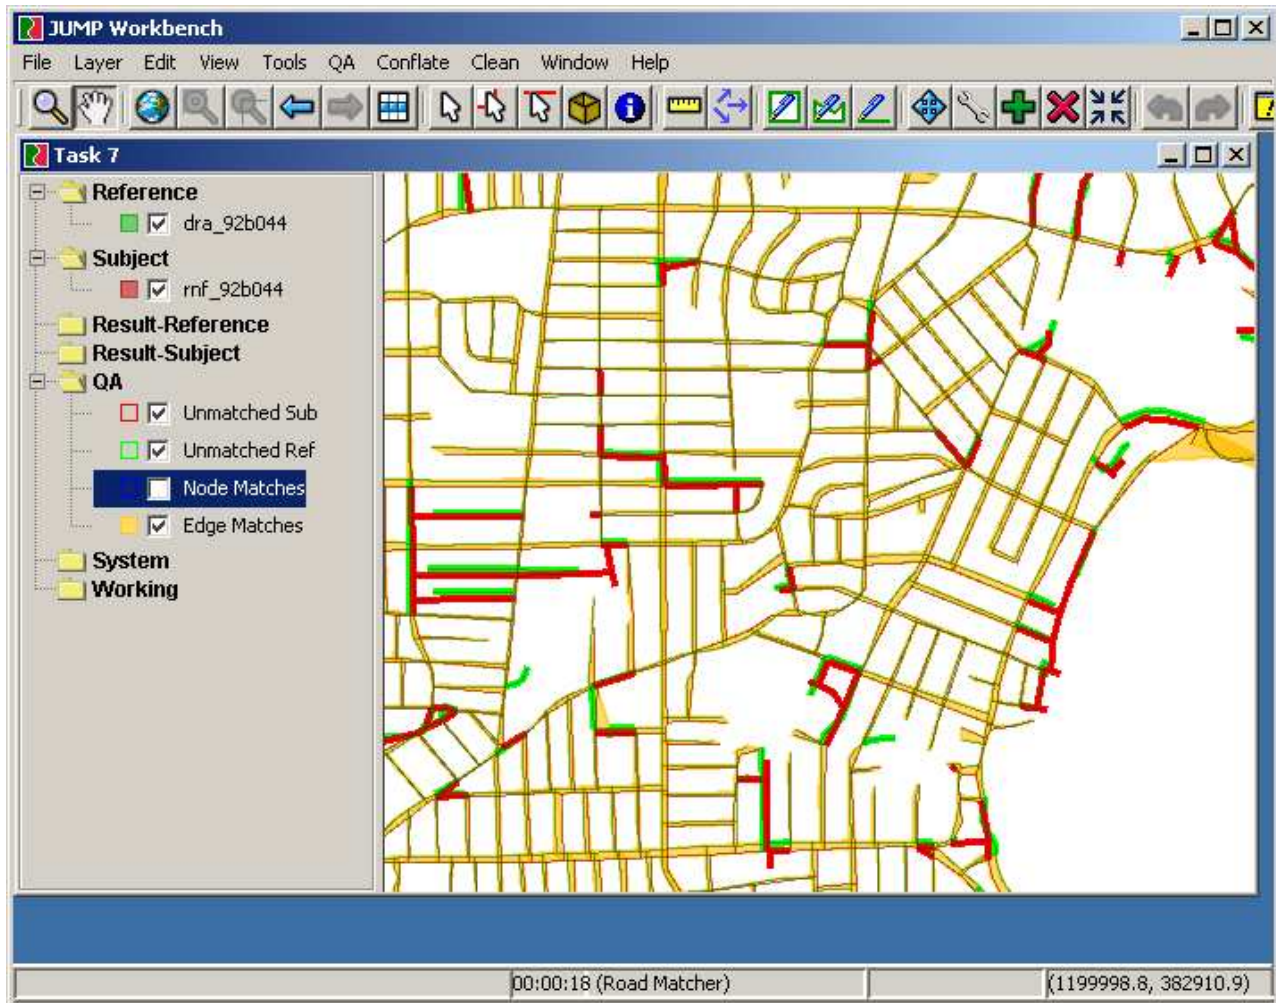 JUMP Workbench
File Layer Edit View Tools QA Conflate Clean Window Help
Task 7
Reference
dra_92b044
Subject
rnf_92b044
Result-Reference
Result-Subject
QA
Unmatched Sub
Unmatched Ref
Node Matches
Edge Matches
System
Working
00:00:18 (Road Matcher)
(1199998.8, 382910.9)